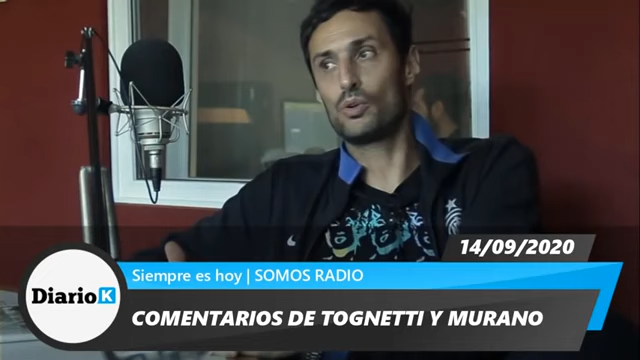 14/09/2020
Siempre es hoy | SOMOS RADIO
Diario K
COMENTARIOS DE TOGNETTI Y MURANO